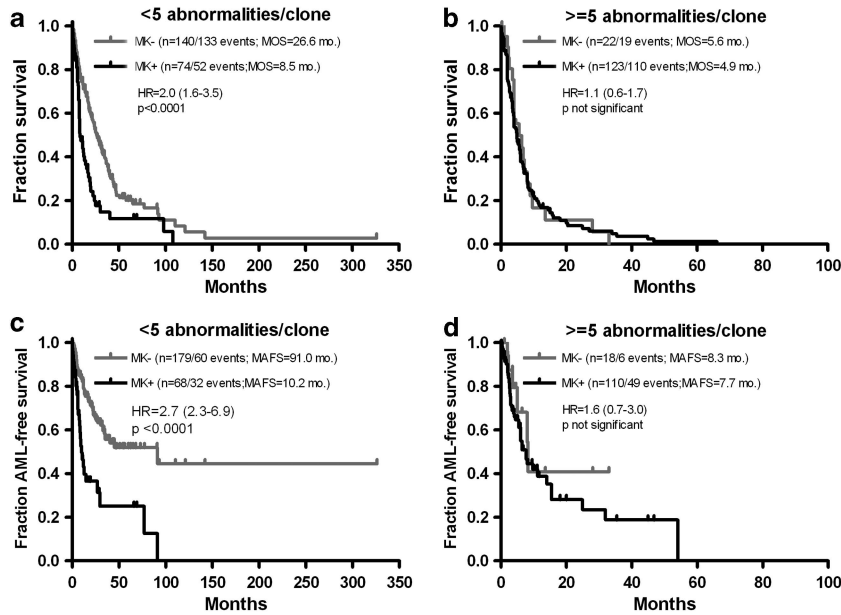 a
<5 abnormalities/clone
MK- (n=140/133 events; MOS=26.6 mo.)
MK+ (n=74/52 events; MOS=8.5 mo.)
HR=2.0 (1.6-3.5)
p<0.0001
Fraction survival
1.0
0.8
0.6
0.4
0.2
0.0
0 50 100 150 200 250 300 350
Months
b
>=5 abnormalities/clone
MK- (n=22/19 events; MOS=5.6 mo.)
MK+ (n=123/110 events;MOS=4.9 mo.)
HR=1.1 (0.6-1.7)
p not significant
Fraction survival
1.0
0.8
0.6
0.4
0.2
0.0
0 20 40 60 80 100
Months
c
<5 abnormalities/clone
MK- (n=179/60 events; MAFS=91.0 mo.)
MK+ (n=68/32 events;MAFS=10.2 mo.)
HR=2.7 (2.3-6.9)
p <0.0001
Fraction AML-free survival
1.0
0.8
0.6
0.4
0.2
0.0
0 50 100 150 200 250 300 350
Months
d
>=5 abnormalities/clone
MK- (n=18/6 events; MAFS=8.3 mo.)
MK+ (n=110/49 events;MAFS=7.7 mo.)
HR=1.6 (0.7-3.0)
p not significant
Fraction AML-free survival
1.0
0.8
0.6
0.4
0.2
0.0
0 20 40 60 80 100
Months